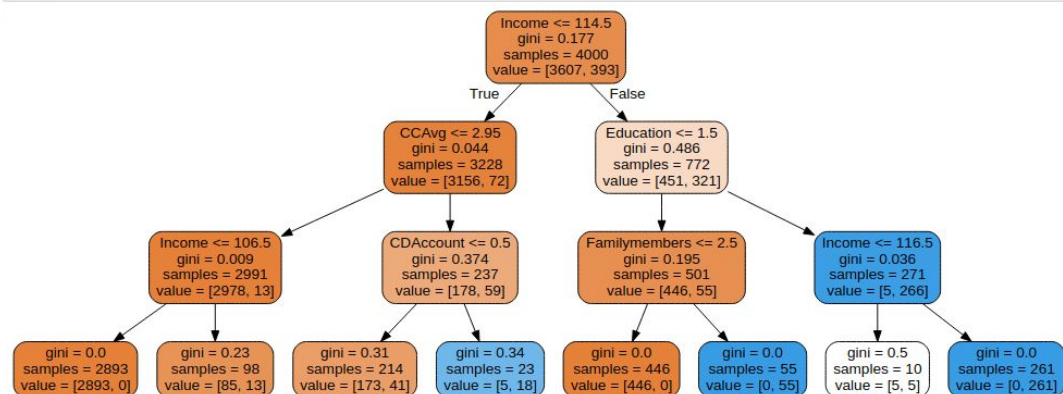 Income <= 114.5
gini = 0.177
samples = 4000
value = [3607, 393]
True
False
CCAvg <= 2.95
gini = 0.044
samples = 3228
value = [3156, 72]
Education <= 1.5
gini = 0.486
samples = 772
value = [451, 321]
Income <= 106.5
gini = 0.009
samples = 2991
value = [2978, 13]
CDAccount <= 0.5
gini = 0.374
samples = 237
value = [178, 59]
Familymembers <= 2.5
gini = 0.195
samples = 501
value = [446, 55]
Income <= 116.5
gini = 0.036
samples = 271
value = [5, 266]
gini = 0.0
samples = 2893
value = [2893, 0]
gini = 0.23
samples = 98
value = [85, 13]
gini = 0.31
samples = 214
value = [173, 41]
gini = 0.34
samples = 23
value = [5, 18]
gini = 0.0
samples = 446
value = [446, 0]
gini = 0.0
samples = 55
value = [0, 55]
gini = 0.5
samples = 10
value = [5, 5]
gini = 0.0
samples = 261
value = [0, 261]